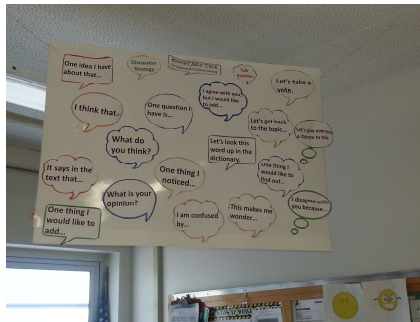 One idea I have
about that...
Discussion
Strategy
Talk
Let's take a
vote.
I think that...
One question I
have is...
I agree with you
but I would like
to add...
Let's get back
to the topic...
Let's give everyone
a chance to talk.
What do
you think?
Let's look this
word up in the
dictionary.
It says in the
text that...
One thing I
noticed...
One thing I
would like to
find out...
What is your
opinion?
I disagree with
you because...
One thing I
would like to
add...
I am confused
by...
This makes me
wonder...